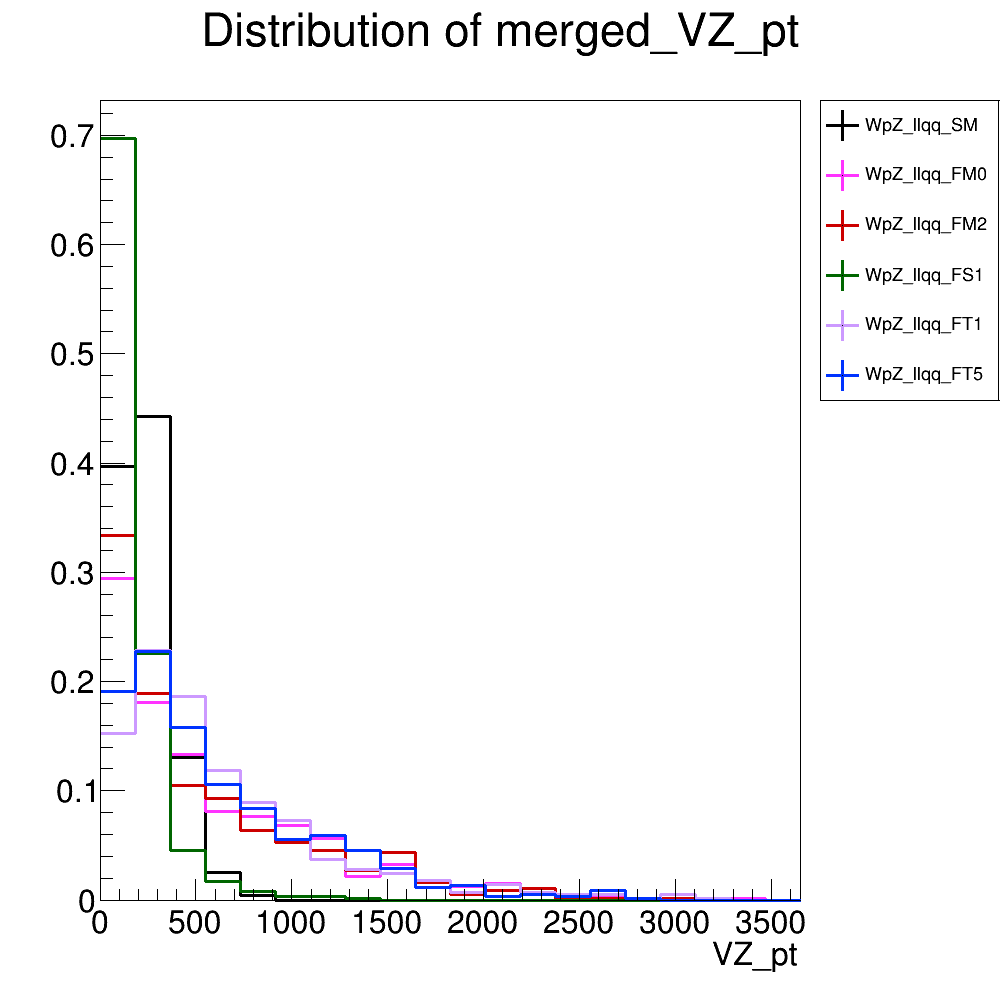 Distribution of merged_VZ_pt
0.7
0.6
0.5
0.4
0.3
0.2
0.1
0
0 500 1000 1500 2000 2500 3000 3500
VZ_pt
WpZ_llqq_SM
WpZ_llqq_FM0
WpZ_llqq_FM2
WpZ_llqq_FS1
WpZ_llqq_FT1
WpZ_llqq_FT5